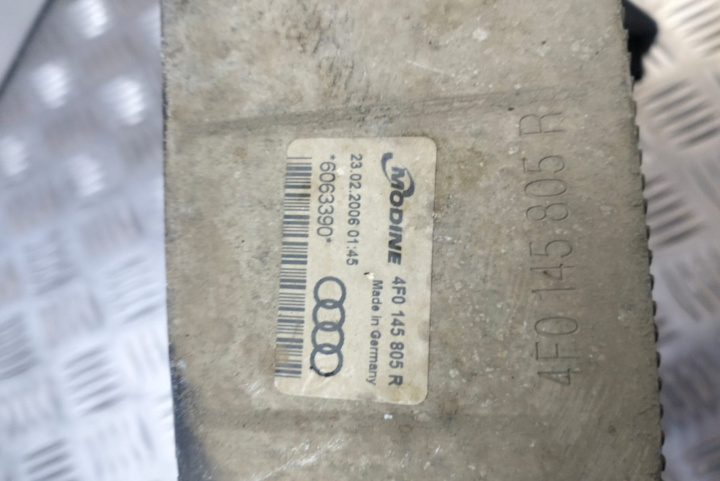 MODINE 4F0 145 805 R
Made in Germany
23.02.2006 01:45
*6063390*
4F0 145 805 R